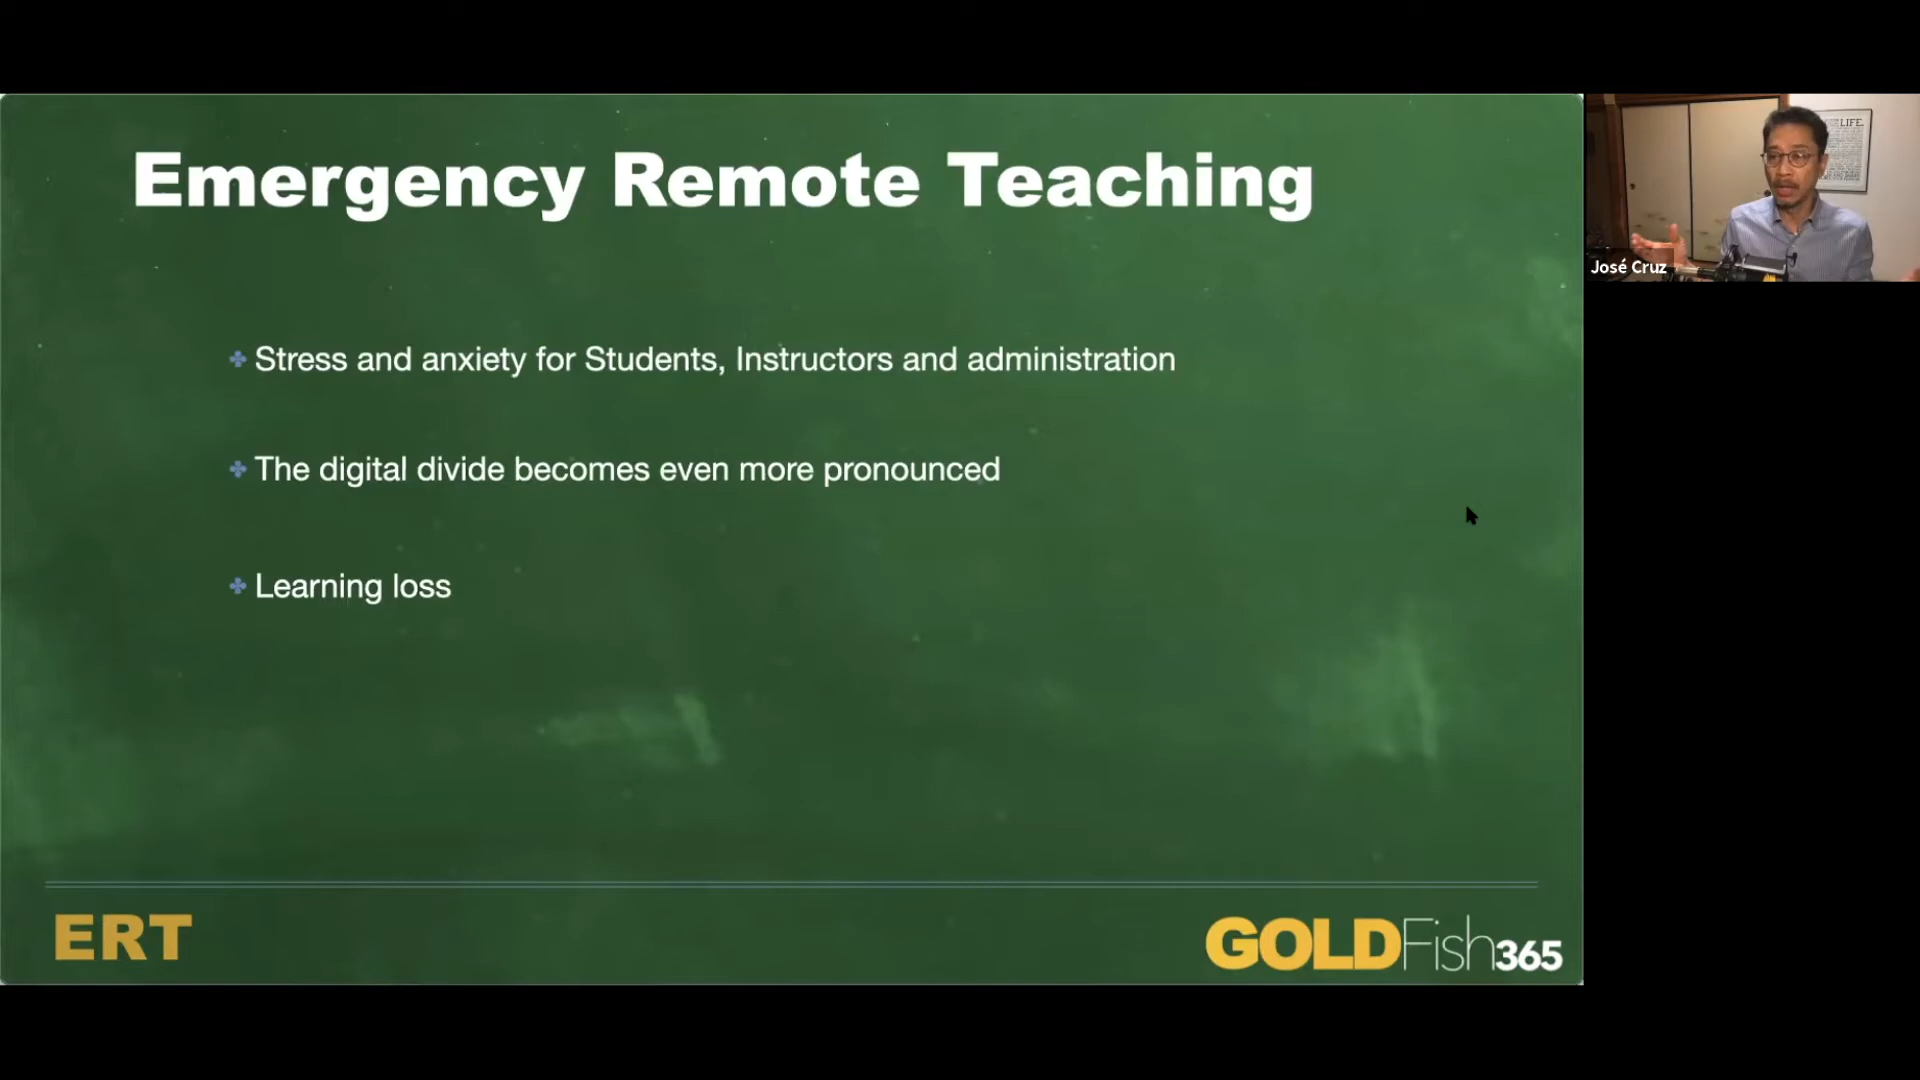 Emergency Remote Teaching
Stress and anxiety for Students, Instructors and administration
The digital divide becomes even more pronounced
Learning loss
ERT
GOLDFish365
LIFE.
José Cruz